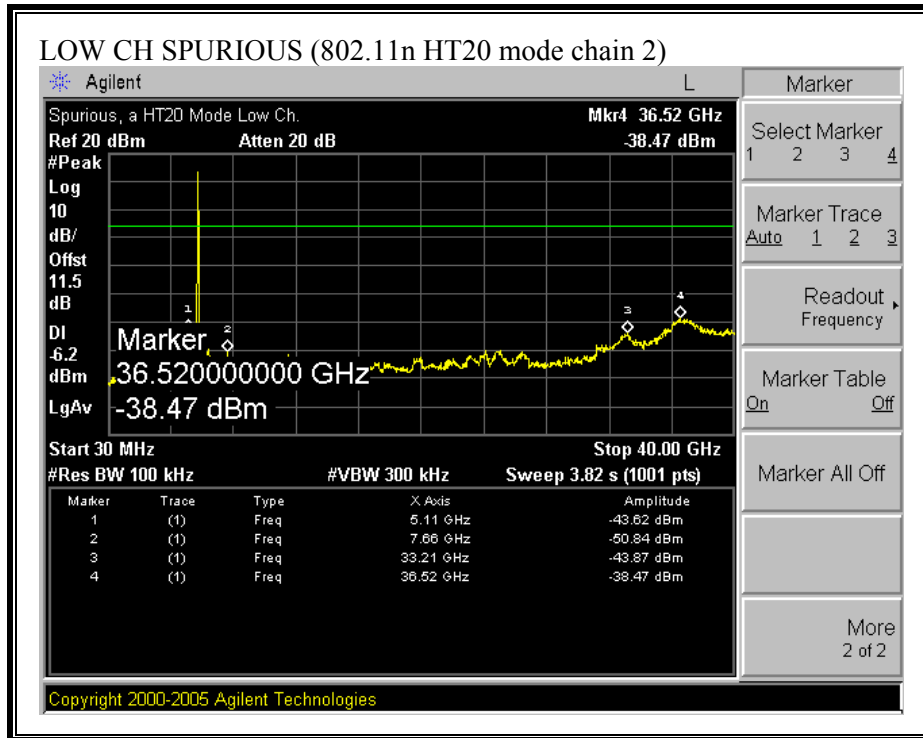 LOW CH SPURIOUS (802.11n HT20 mode chain 2)
Agilent L Marker
Spurious, a HT20 Mode Low Ch. Mkr4 36.52 GHz
Ref 20 dBm Atten 20 dB -38.47 dBm
#Peak
Log
10
dB/
Offst
11.5
dB
DI
-6.2
dBm
LgAv
1
2
3
4
Marker
36.520000000 GHz
-38.47 dBm
Start 30 MHz Stop 40.00 GHz
#Res BW 100 kHz #VBW 300 kHz Sweep 3.82 s (1001 pts)
Marker Trace Type X Axis Amplitude
1 (1) Freq 5.11 GHz -43.62 dBm
2 (1) Freq 7.66 GHz -50.84 dBm
3 (1) Freq 33.21 GHz -43.87 dBm
4 (1) Freq 36.52 GHz -38.47 dBm
Select Marker
1 2 3 4
Marker Trace
Auto 1 2 3
Readout
Frequency
Marker Table
On Off
Marker All Off
More
2 of 2
Copyright 2000-2005 Agilent Technologies